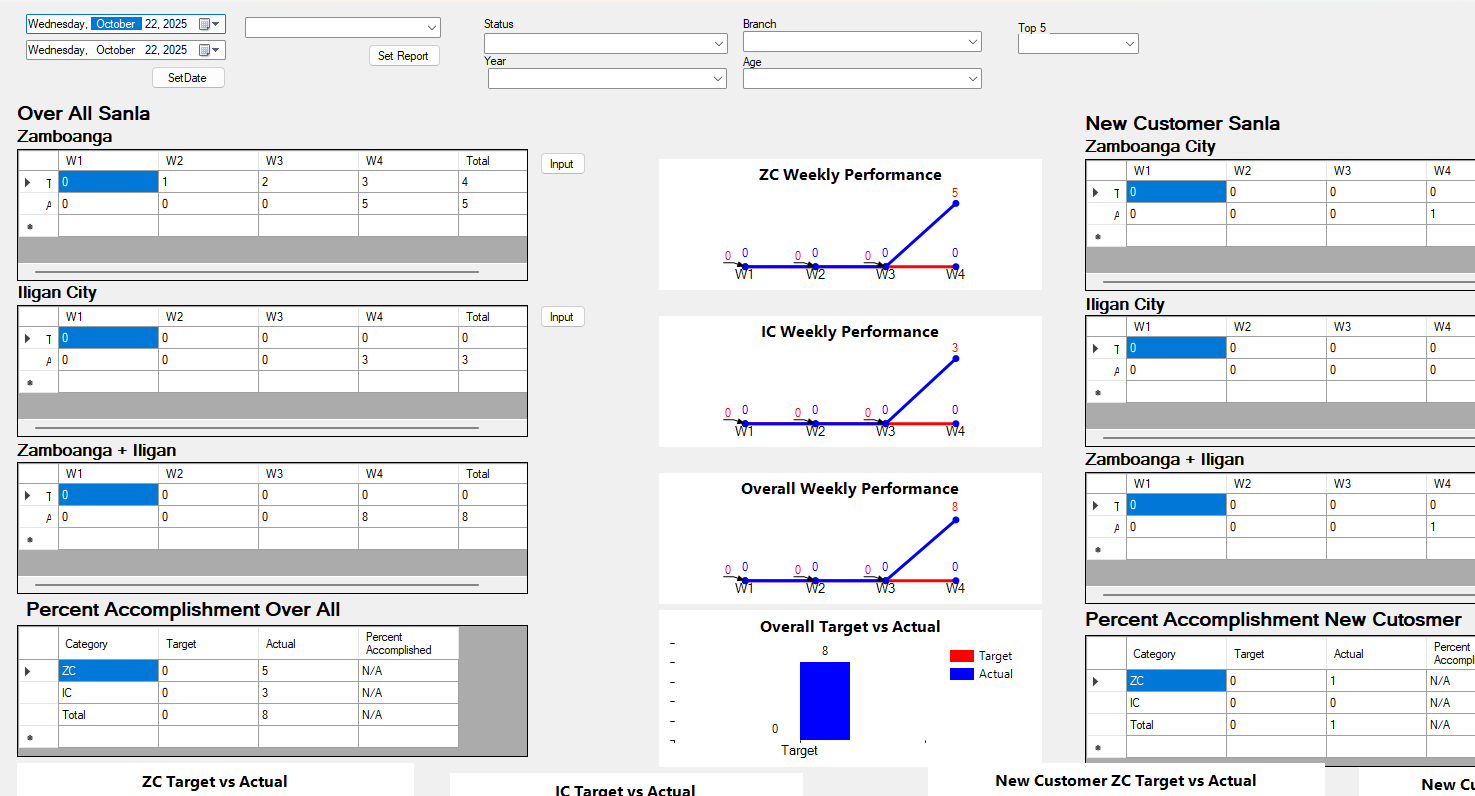 Wednesday, October 22, 2025
Wednesday, October 22, 2025
SetDate
Set Report
Status
Year
Branch
Age
Top 5
Over All Sanla
Zamboanga
W1 W2 W3 W4 Total
T 0 1 2 3 4
A 0 0 0 5 5
Input
Iligan City
W1 W2 W3 W4 Total
T 0 0 0 0 0
A 0 0 0 3 3
Input
Zamboanga + Iligan
W1 W2 W3 W4 Total
T 0 0 0 0 0
A 0 0 0 8 8
Percent Accomplishment Over All
Category Target Actual Percent Accomplished
ZC 0 5 N/A
IC 0 3 N/A
Total 0 8 N/A
ZC Weekly Performance
5
0 0 0 0 0 0 0
W1 W2 W3 W4
IC Weekly Performance
3
0 0 0 0 0 0 0
W1 W2 W3 W4
Overall Weekly Performance
8
0 0 0 0 0 0 0
W1 W2 W3 W4
Overall Target vs Actual
8
0
Target
Target
Actual
New Customer Sanla
Zamboanga City
W1 W2 W3 W4
T 0 0 0 0
A 0 0 0 1
Iligan City
W1 W2 W3 W4
T 0 0 0 0
A 0 0 0 0
Zamboanga + Iligan
W1 W2 W3 W4
T 0 0 0 0
A 0 0 0 1
Percent Accomplishment New Cutosmer
Category Target Actual Percent Accompl
ZC 0 1 N/A
IC 0 0 N/A
Total 0 1 N/A
ZC Target vs Actual
IC Target vs Actual
New Customer ZC Target vs Actual
New Cu